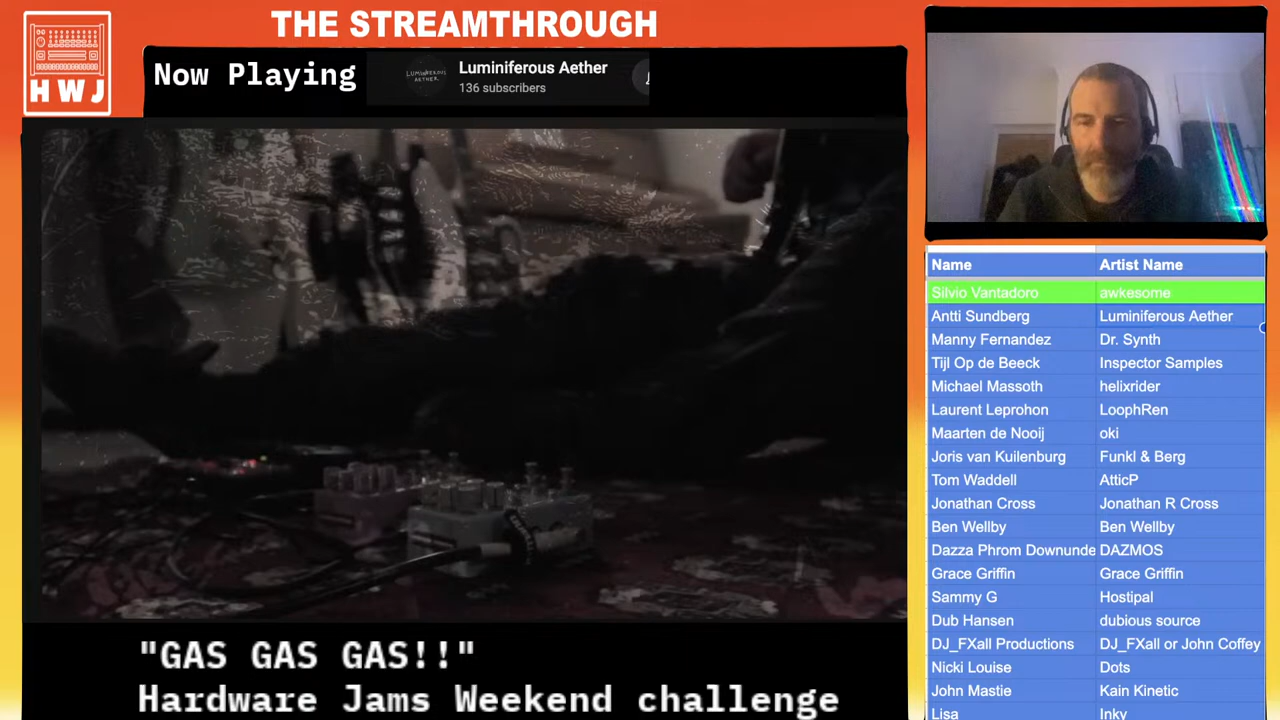 THE STREAMTHROUGH
HWJ
Now Playing
LUMINIFEROUS
AETHER.
Luminiferous Aether
136 subscribers
Name Artist Name
Silvio Vantadoro awkesome
Antti Sundberg Luminiferous Aether
Manny Fernandez Dr. Synth
Tijl Op de Beeck Inspector Samples
Michael Massoth helixrider
Laurent Leprohon LoophRen
Maarten de Nooij oki
Joris van Kuilenburg Funkl & Berg
Tom Waddell AtticP
Jonathan Cross Jonathan R Cross
Ben Wellby Ben Wellby
Dazza Phrom Downunde DAZMOS
Grace Griffin Grace Griffin
Sammy G Hostipal
Dub Hansen dubious source
DJ_FXall Productions DJ_FXall or John Coffey
Nicki Louise Dots
John Mastie Kain Kinetic
Lisa Inky
"GAS GAS GAS!!"
Hardware Jams Weekend challenge